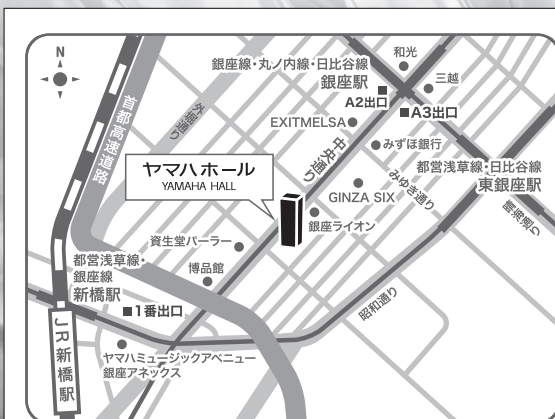 N
和光
銀座線・丸ノ内線・日比谷線
銀座駅
三越
A2出口
A3出口
首都高速道路
外堀通り
EXITMELSA
中央通り
みずほ銀行
都営浅草線・日比谷線
東銀座駅
ヤマハホール
YAMAHA HALL
みゆき通り
GINZA SIX
晴海通り
銀座ライオン
資生堂パーラー
都営浅草線・
銀座線
新橋駅
博品館
1番出口
昭和通り
JR新橋駅
ヤマハミュージックアベニュー
銀座アネックス